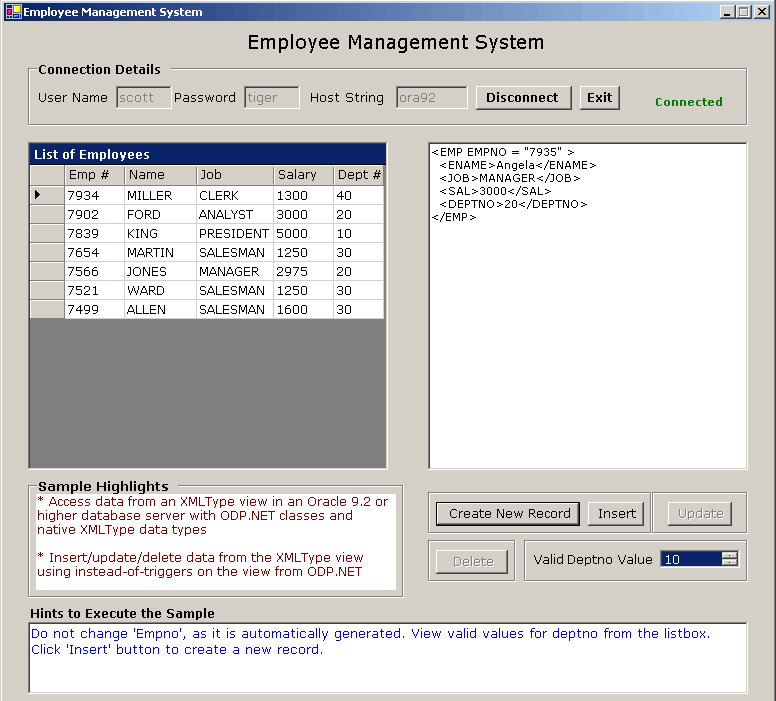 Employee Management System
Employee Management System
Connection Details
User Name scott Password tiger Host String ora92 Disconnect Exit Connected
List of Employees
Emp # Name Job Salary Dept #
7934 MILLER CLERK 1300 40
7902 FORD ANALYST 3000 20
7839 KING PRESIDENT 5000 10
7654 MARTIN SALESMAN 1250 30
7566 JONES MANAGER 2975 20
7521 WARD SALESMAN 1250 30
7499 ALLEN SALESMAN 1600 30
<EMP EMPNO = "7935" >
<ENAME>Angela</ENAME>
<JOB>MANAGER</JOB>
<SAL>3000</SAL>
<DEPTNO>20</DEPTNO>
</EMP>
Sample Highlights
* Access data from an XMLType view in an Oracle 9.2 or
higher database server with ODP.NET classes and
native XMLType data types
* Insert/update/delete data from the XMLType view
using instead-of-triggers on the view from ODP.NET
Create New Record Insert Update
Delete Valid Deptno Value 10
Hints to Execute the Sample
Do not change 'Empno', as it is automatically generated. View valid values for deptno from the listbox.
Click 'Insert' button to create a new record.